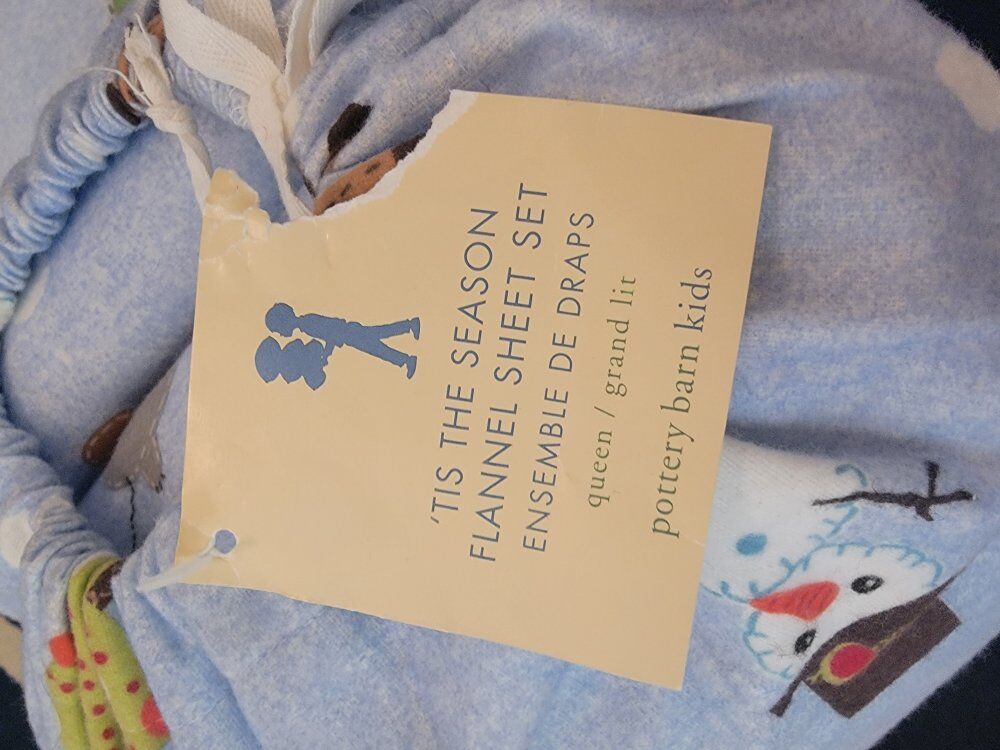 'TIS THE SEASON
FLANNEL SHEET SET
ENSEMBLE DE DRAPS
queen / grand lit
pottery barn kids